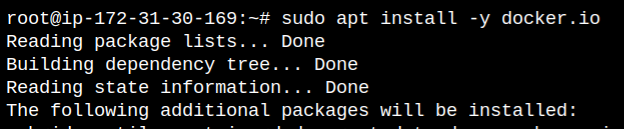 root@ip-172-31-30-169:~# sudo apt install -y docker.io
Reading package lists... Done
Building dependency tree... Done
Reading state information... Done
The following additional packages will be installed: